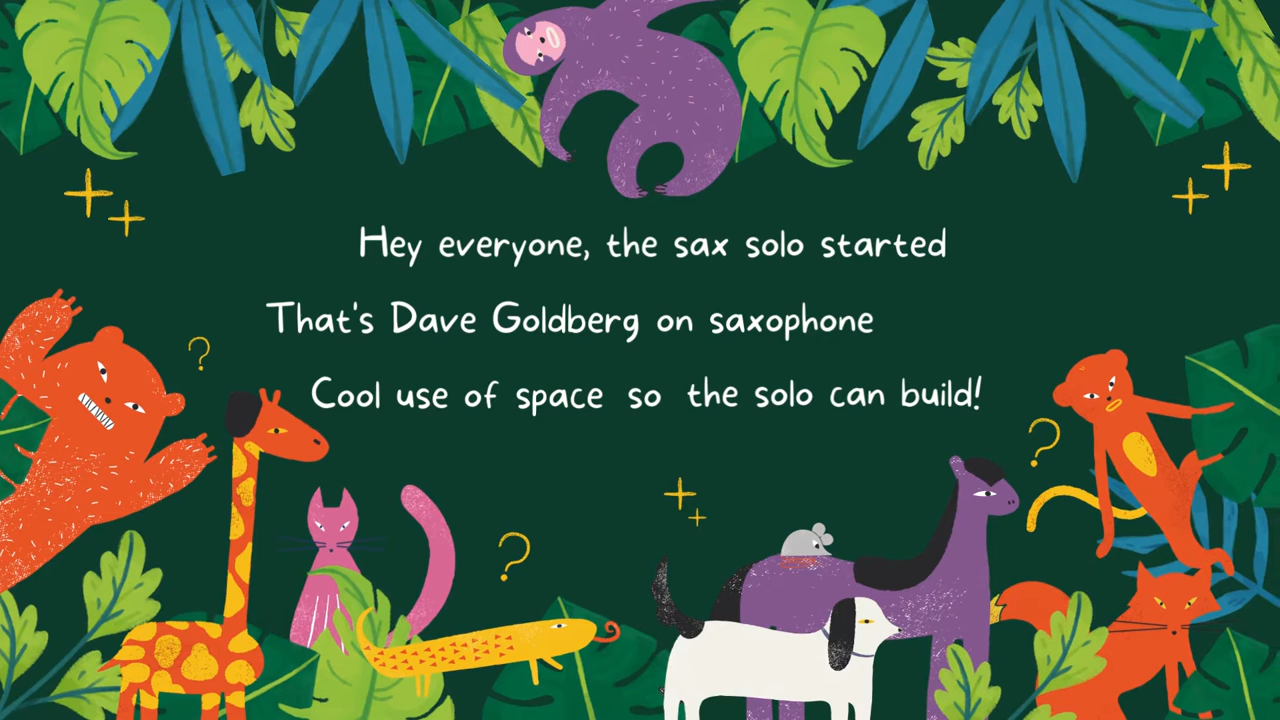 Hey everyone, the sax solo started
That's Dave Goldberg on saxophone
Cool use of space so the solo can build!